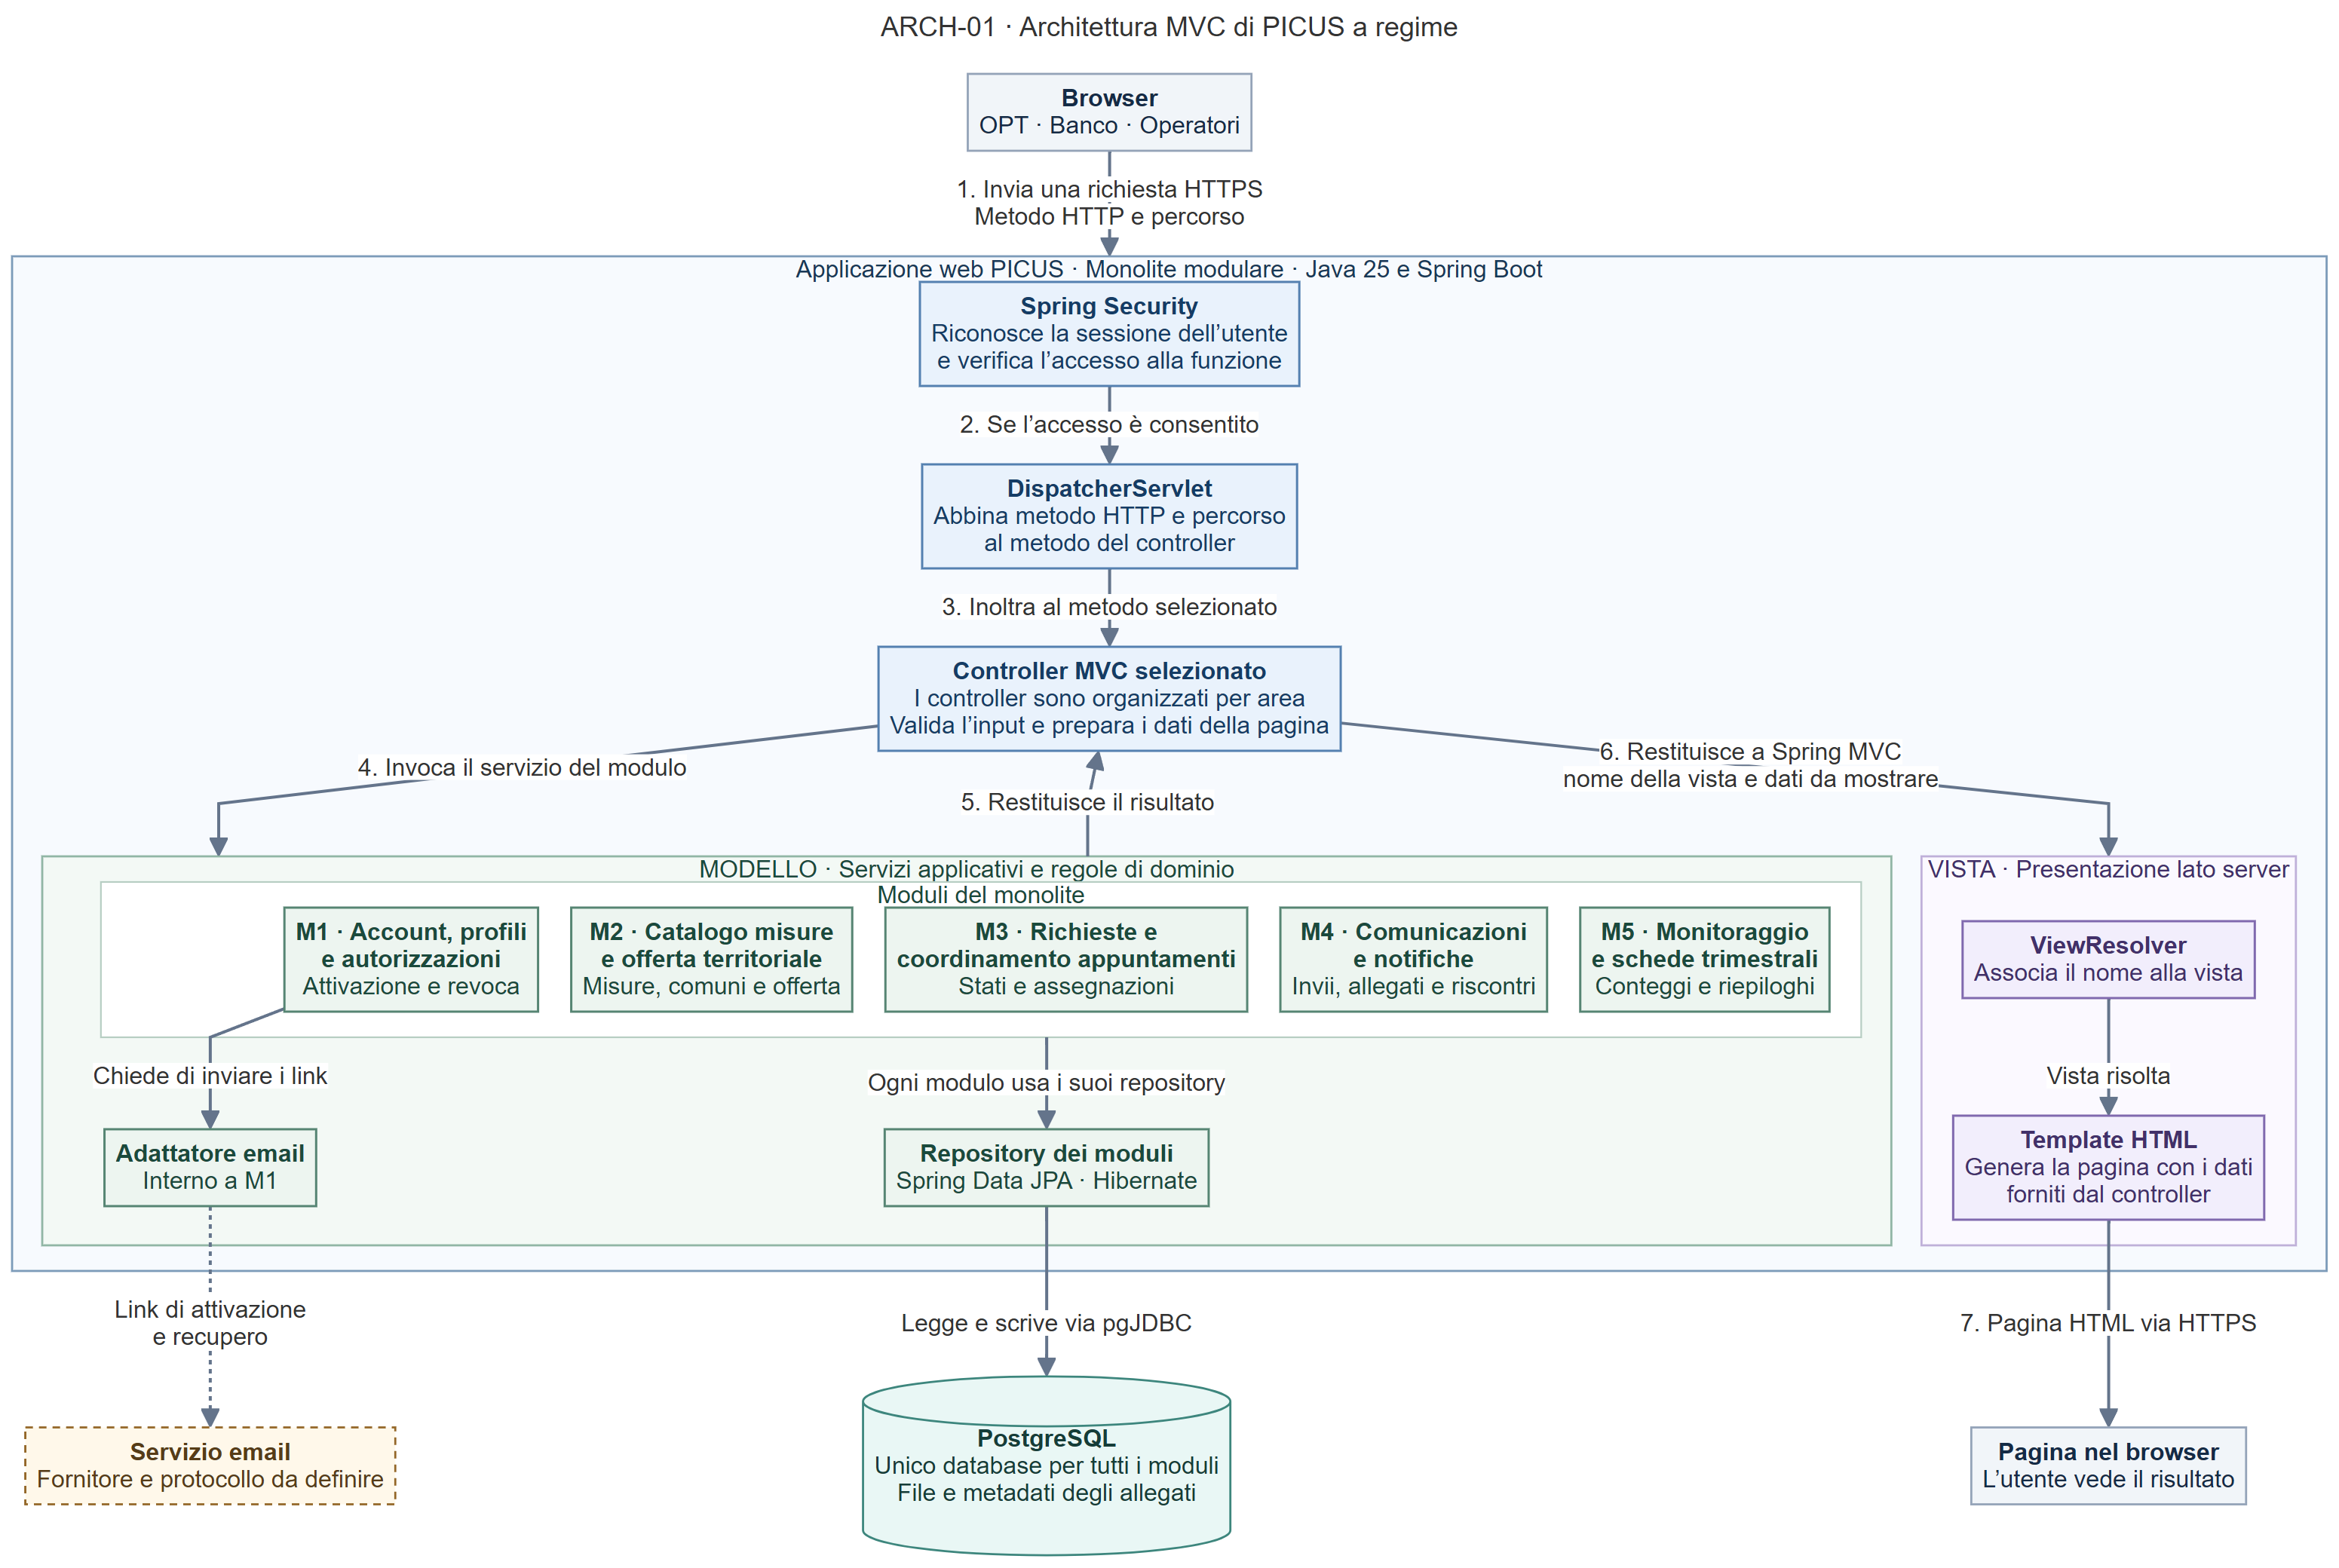 ARCH-01 · Architettura MVC di PICUS a regime
Browser
OPT · Banco · Operatori
1. Invia una richiesta HTTPS
Metodo HTTP e percorso
Applicazione web PICUS · Monolite modulare · Java 25 e Spring Boot
Spring Security
Riconosce la sessione dell’utente
e verifica l’accesso alla funzione
2. Se l’accesso è consentito
DispatcherServlet
Abbina metodo HTTP e percorso
al metodo del controller
3. Inoltra al metodo selezionato
Controller MVC selezionato
I controller sono organizzati per area
Valida l’input e prepara i dati della pagina
4. Invoca il servizio del modulo
5. Restituisce il risultato
6. Restituisce a Spring MVC
nome della vista e dati da mostrare
MODELLO · Servizi applicativi e regole di dominio
Moduli del monolite
M1 · Account, profili
e autorizzazioni
Attivazione e revoca
M2 · Catalogo misure
e offerta territoriale
Misure, comuni e offerta
M3 · Richieste e
coordinamento appuntamenti
Stati e assegnazioni
M4 · Comunicazioni
e notifiche
Invii, allegati e riscontri
M5 · Monitoraggio
e schede trimestrali
Conteggi e riepiloghi
VISTA · Presentazione lato server
ViewResolver
Associa il nome alla vista
Chiede di inviare i link
Ogni modulo usa i suoi repository
Vista risolta
Adattatore email
Interno a M1
Repository dei moduli
Spring Data JPA · Hibernate
Template HTML
Genera la pagina con i dati
forniti dal controller
Link di attivazione
e recupero
Legge e scrive via pgJDBC
7. Pagina HTML via HTTPS
Servizio email
Fornitore e protocollo da definire
PostgreSQL
Unico database per tutti i moduli
File e metadati degli allegati
Pagina nel browser
L’utente vede il risultato